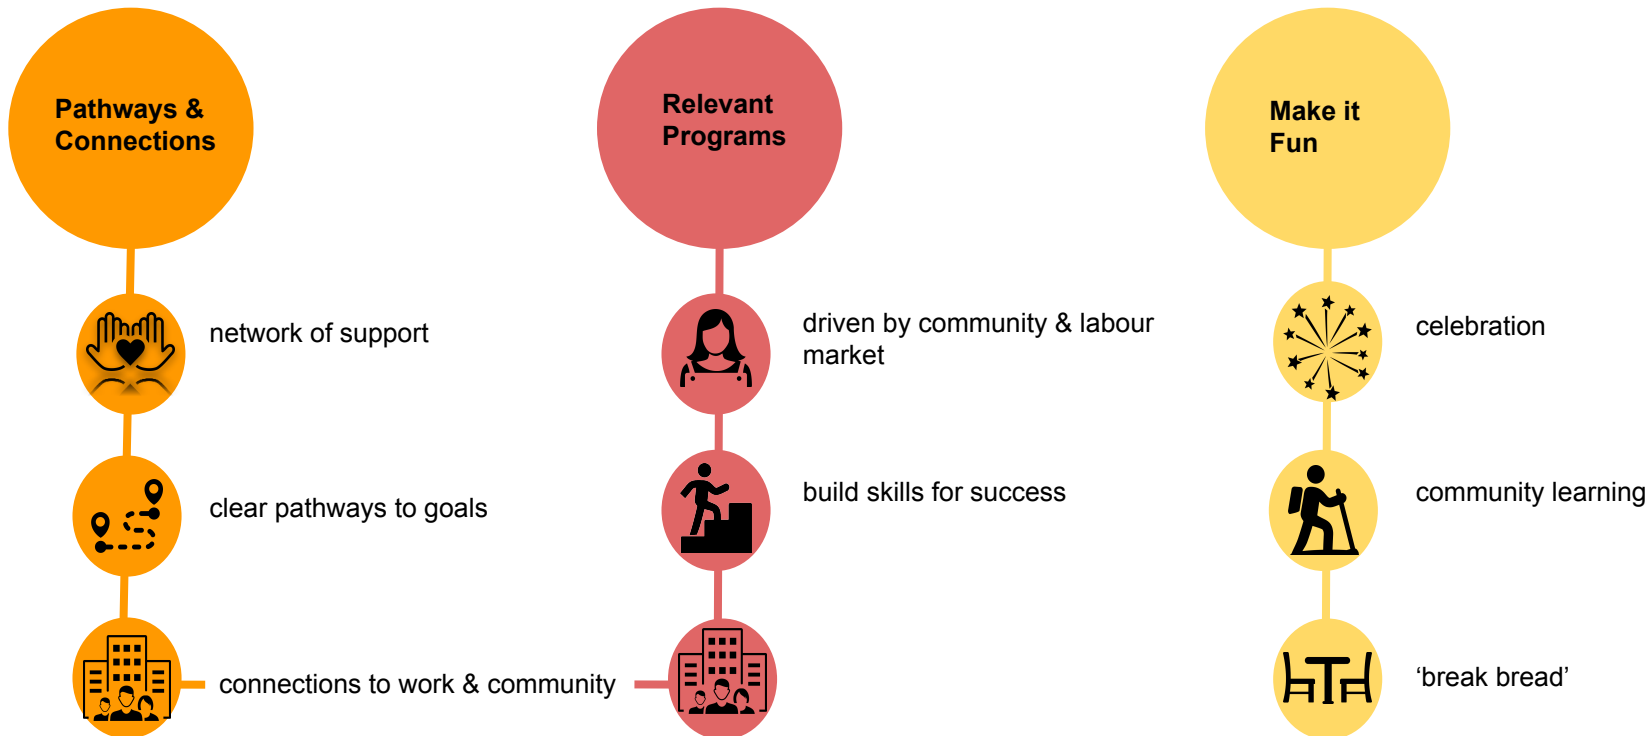 Pathways &
Connections
network of support
clear pathways to goals
connections to work & community
Relevant
Programs
driven by community & labour
market
build skills for success
Make it
Fun
celebration
community learning
‘break bread’